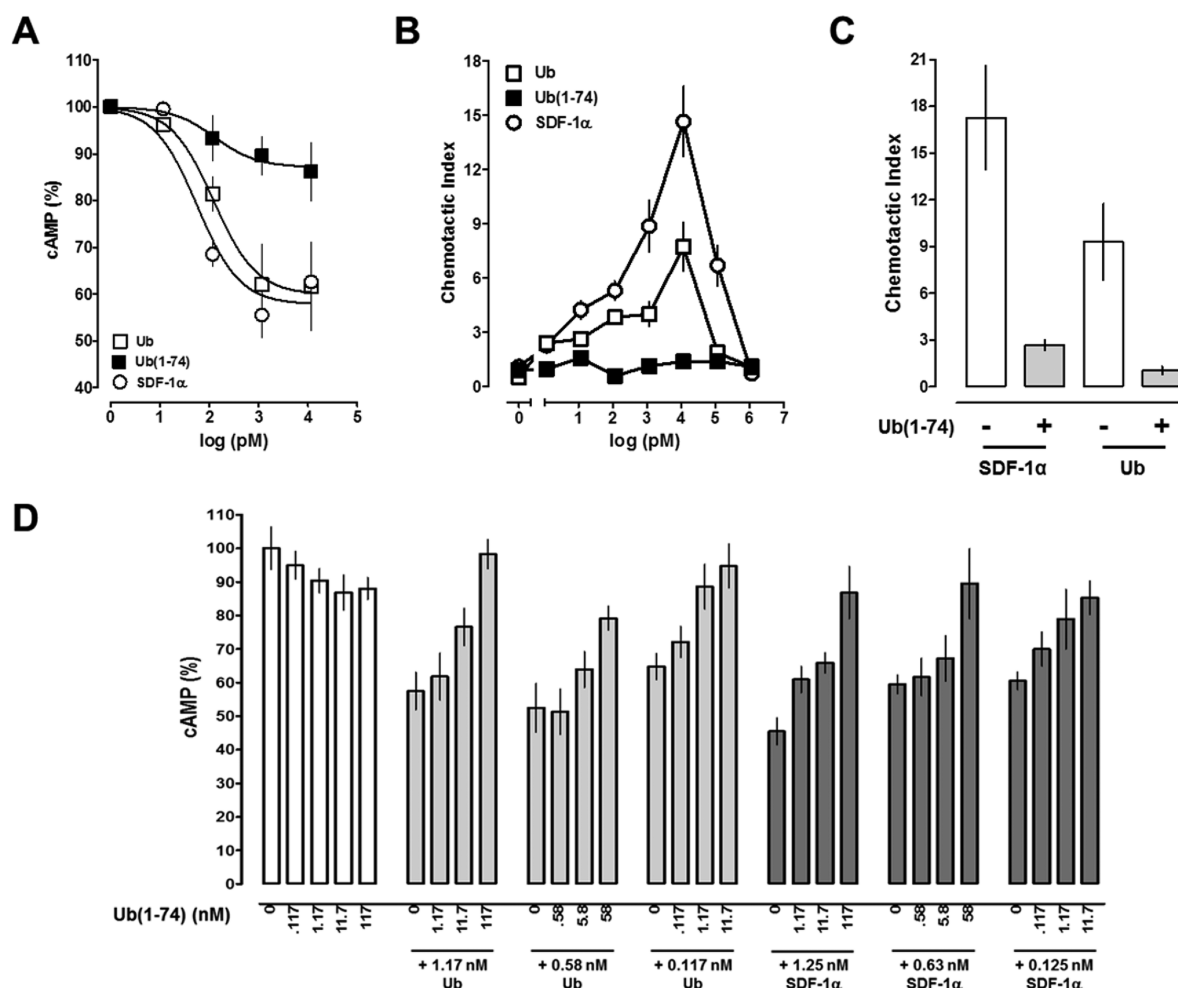 A
110
100
90
80
70
60
50
40
cAMP (%)
Ub
Ub(1-74)
SDF-1α
0 1 2 3 4 5
log (pM)
B
18
15
12
9
6
3
0
Chemotactic Index
Ub
Ub(1-74)
SDF-1α
0 1 2 3 4 5 6 7
log (pM)
C
21
18
15
12
9
6
3
0
Chemotactic Index
Ub(1-74) - + - +
SDF-1α Ub
D
110
100
90
80
70
60
50
40
30
20
10
0
cAMP (%)
Ub(1-74) (nM) 0 .117 1.17 11.7 117 0 1.17 11.7 117 0 .58 5.8 58 0 .117 1.17 11.7 0 1.17 11.7 117 0 .58 5.8 58 0 .117 1.17 11.7
+ 1.17 nM + 0.58 nM + 0.117 nM + 1.25 nM + 0.63 nM + 0.125 nM
Ub Ub Ub SDF-1α SDF-1α SDF-1α